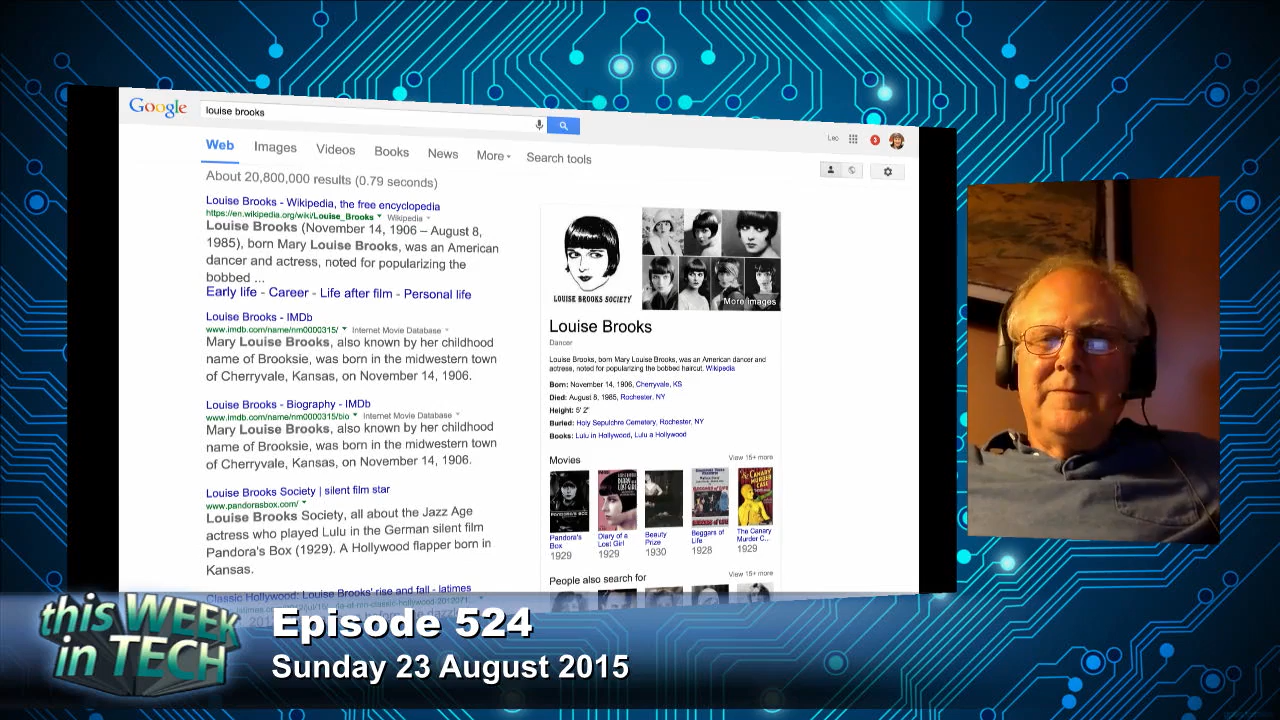 Google
louise brooks
Leo
3
Web Images Videos Books News More Search tools
About 20,800,000 results (0.79 seconds)
Louise Brooks - Wikipedia, the free encyclopedia
https://en.wikipedia.org/wiki/Louise_Brooks Wikipedia
Louise Brooks (November 14, 1906 – August 8,
1985), born Mary Louise Brooks, was an American
dancer and actress, noted for popularizing the
bobbed ...
Early life - Career - Life after film - Personal life
Louise Brooks - IMDb
www.imdb.com/name/nm0000315/ Internet Movie Database
Mary Louise Brooks, also known by her childhood
name of Brooksie, was born in the midwestern town
of Cherryvale, Kansas, on November 14, 1906.
Louise Brooks - Biography - IMDb
www.imdb.com/name/nm0000315/bio Internet Movie Database
Mary Louise Brooks, also known by her childhood
name of Brooksie, was born in the midwestern town
of Cherryvale, Kansas, on November 14, 1906.
Louise Brooks Society | silent film star
www.pandorasbox.com/
Louise Brooks Society, all about the Jazz Age
actress who played Lulu in the German silent film
Pandora's Box (1929). A Hollywood flapper born in
Kansas.
Classic Hollywood: Louise Brooks' rise and fall - latimes
LOUISE BROOKS SOCIETY
More images
Louise Brooks
Dancer
Louise Brooks, born Mary Louise Brooks, was an American dancer and
actress, noted for popularizing the bobbed haircut. Wikipedia
Born: November 14, 1906, Cherryvale, KS
Died: August 8, 1985, Rochester, NY
Height: 5' 2"
Buried: Holy Sepulchre Cemetery, Rochester, NY
Books: Lulu in Hollywood, Lulu a Hollywood
Movies View 15+ more
Pandora's Box 1929
Diary of a Lost Girl 1929
Beauty Prize 1930
Beggars of Life 1928
The Canary Murder C... 1929
People also search for View 15+ more
this WEEK
in TECH
Episode 524
Sunday 23 August 2015